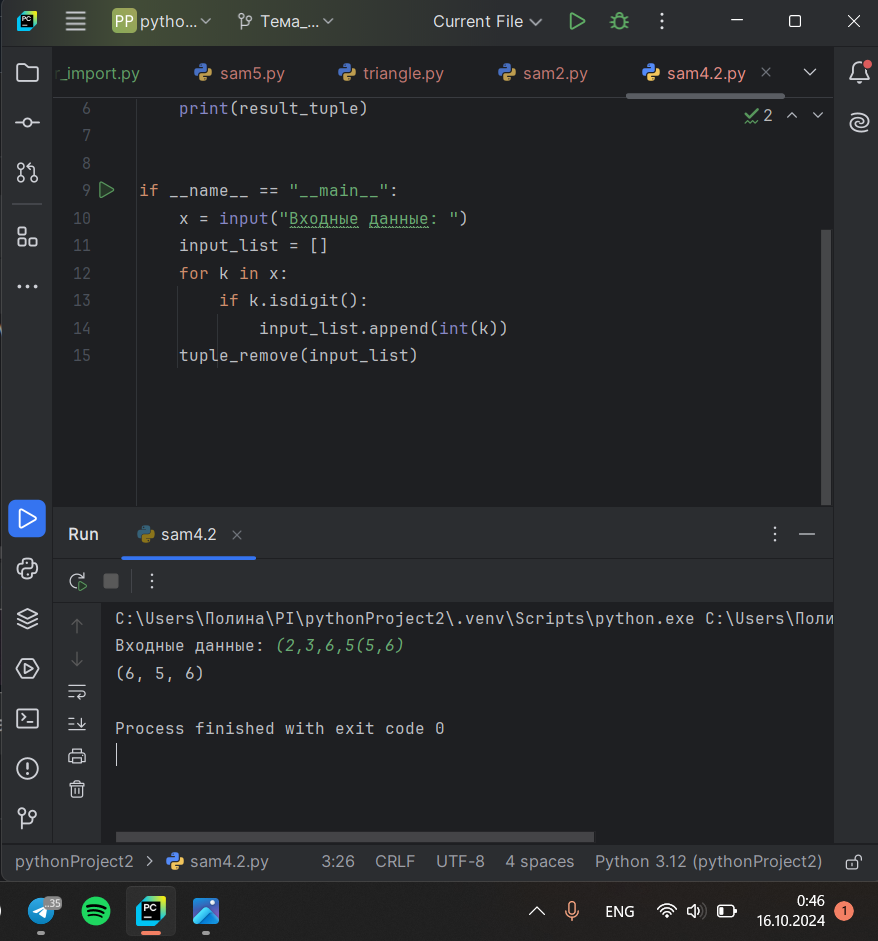 PC
PP pytho... Тема_... Current File
r_import.py sam5.py triangle.py sam2.py sam4.2.py
6 print(result_tuple)
2
7
8
9 if __name__ == "__main__":
10 x = input("Входные данные: ")
11 input_list = []
12 for k in x:
13 if k.isdigit():
14 input_list.append(int(k))
15 tuple_remove(input_list)
Run sam4.2
C:\Users\Полина\PI\pythonProject2\.venv\Scripts\python.exe C:\Users\Поли
Входные данные: (2,3,6,5(5,6)
(6, 5, 6)
Process finished with exit code 0
pythonProject2 > sam4.2.py 3:26 CRLF UTF-8 4 spaces Python 3.12 (pythonProject2)
..35 PC ENG 0:46 1
16.10.2024